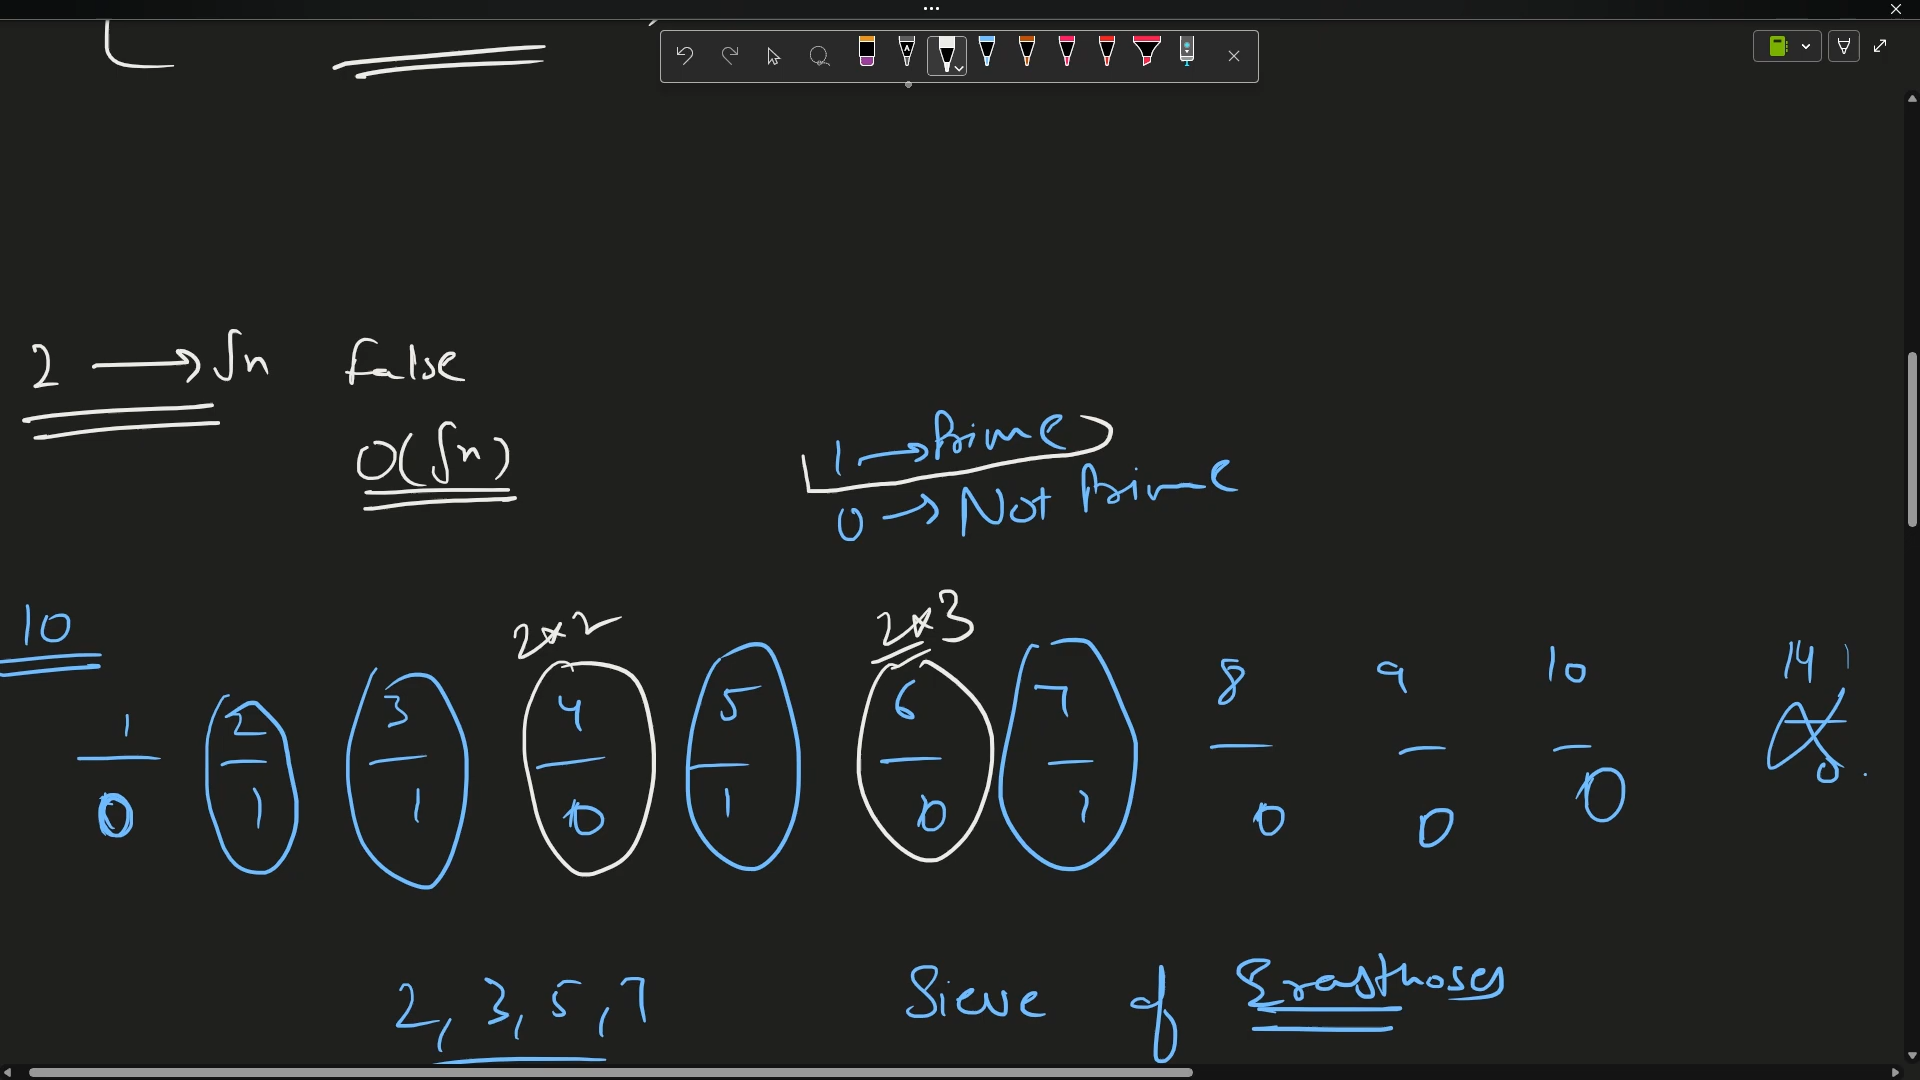 2 → √n false
O(√n)
1 → Prime
0 → Not Prime
10
2*2 2*3
1 2 3 4 5 6 7 8 9 10 14
0 1 1 0 1 0 1 0 0 0 0
2, 3, 5, 7
Sieve of Erasthoses